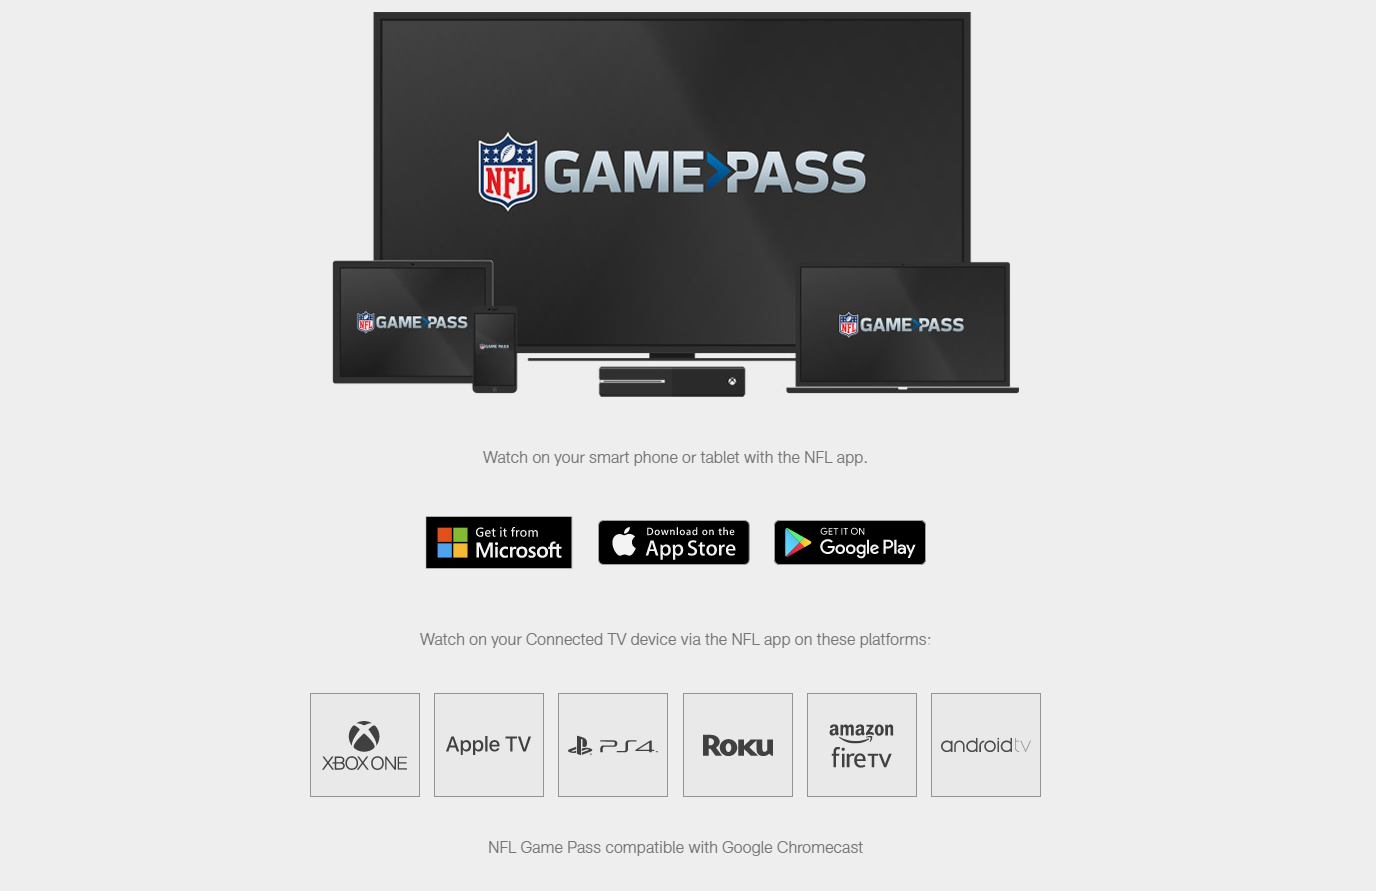 NFL GAME PASS
NFL GAME PASS
GAME PASS
NFL GAME PASS
Watch on your smart phone or tablet with the NFL app.
Get it from
Microsoft
Download on the
App Store
GET IT ON
Google Play
Watch on your Connected TV device via the NFL app on these platforms:
XBOX ONE
Apple TV
PS4
Roku
amazon
fireTV
androidtv
NFL Game Pass compatible with Google Chromecast